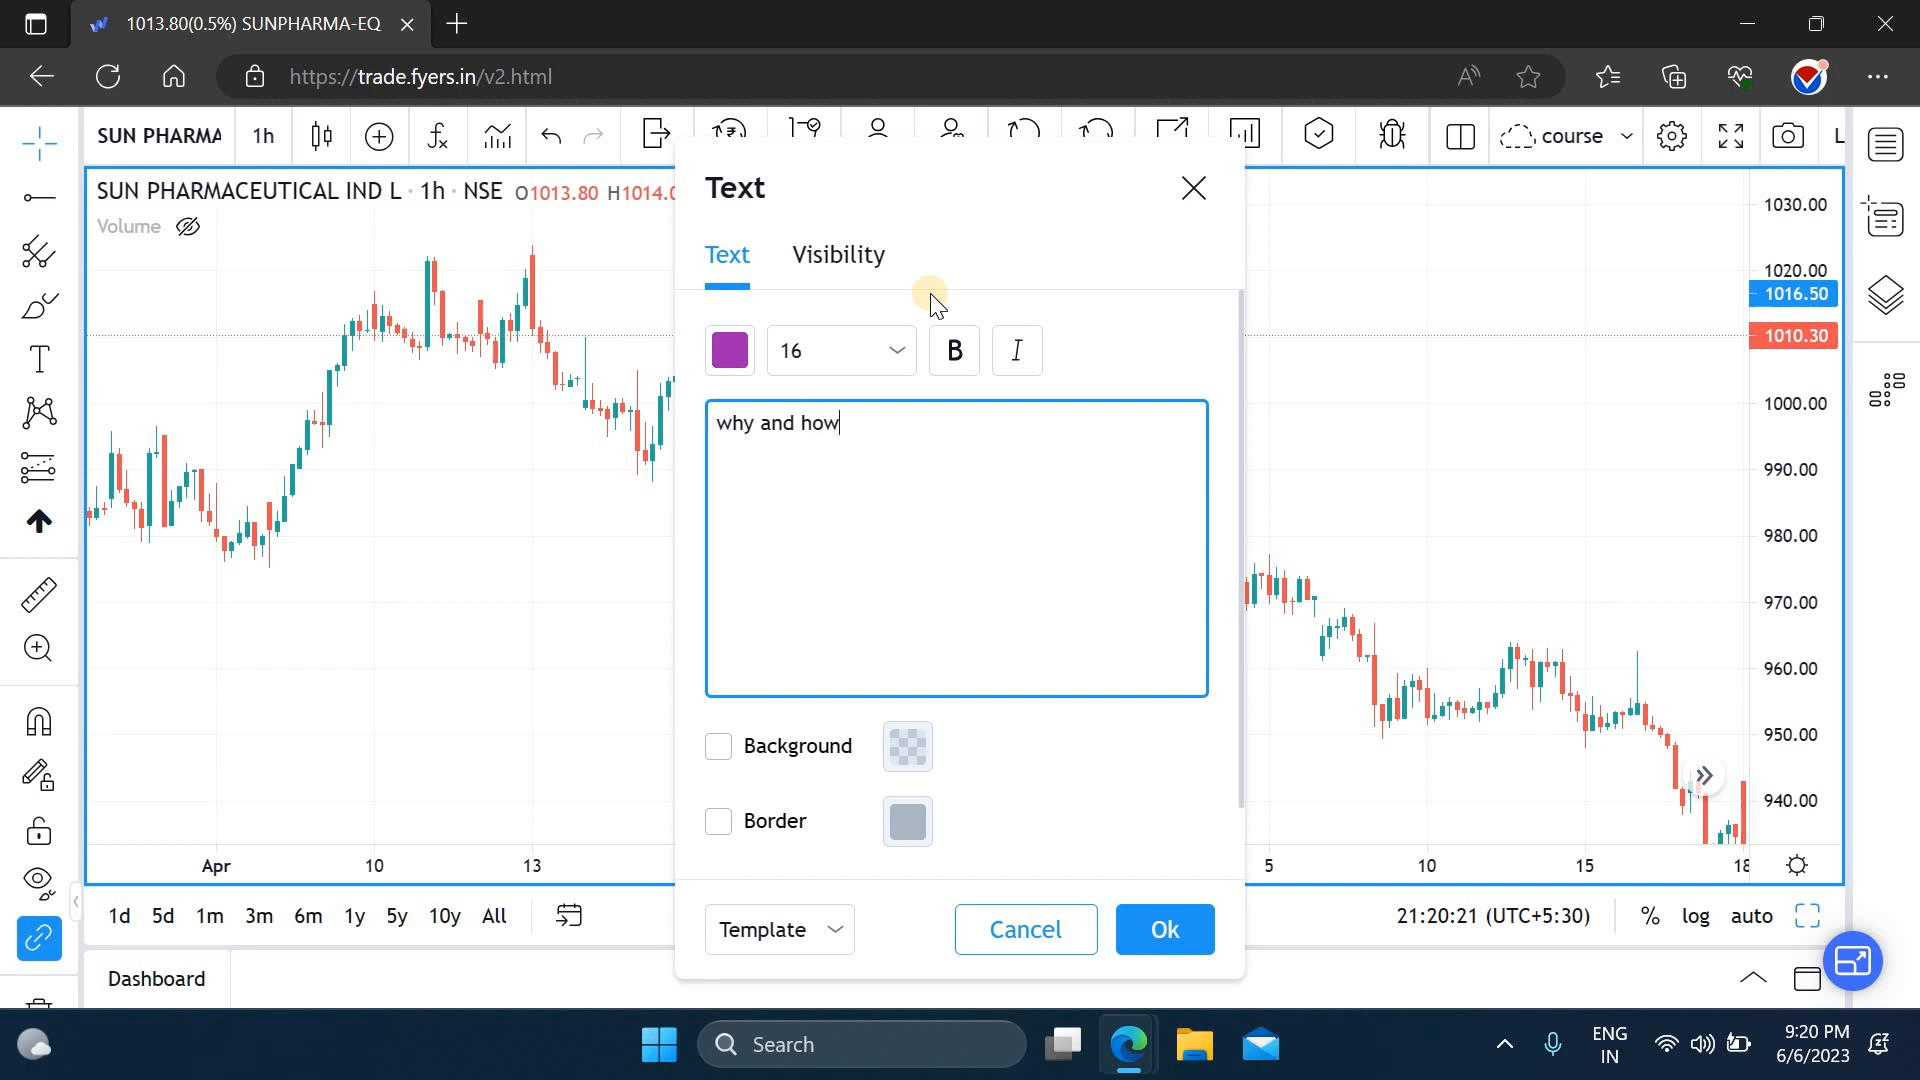 1013.80(0.5%) SUNPHARMA-EQ
https://trade.fyers.in/v2.html
SUN PHARMA 1h course L
SUN PHARMACEUTICAL IND L · 1h · NSE O1013.80 H1014.0
Volume
Text
Text Visibility
16 B I
why and how
Background
Border
Template Cancel Ok
1030.00
1020.00
1016.50
1010.30
1000.00
990.00
980.00
970.00
960.00
950.00
940.00
Apr 10 13 5 10 15 18
1d 5d 1m 3m 6m 1y 5y 10y All 21:20:21 (UTC+5:30) % log auto
Dashboard
Search
ENG
IN
9:20 PM
6/6/2023